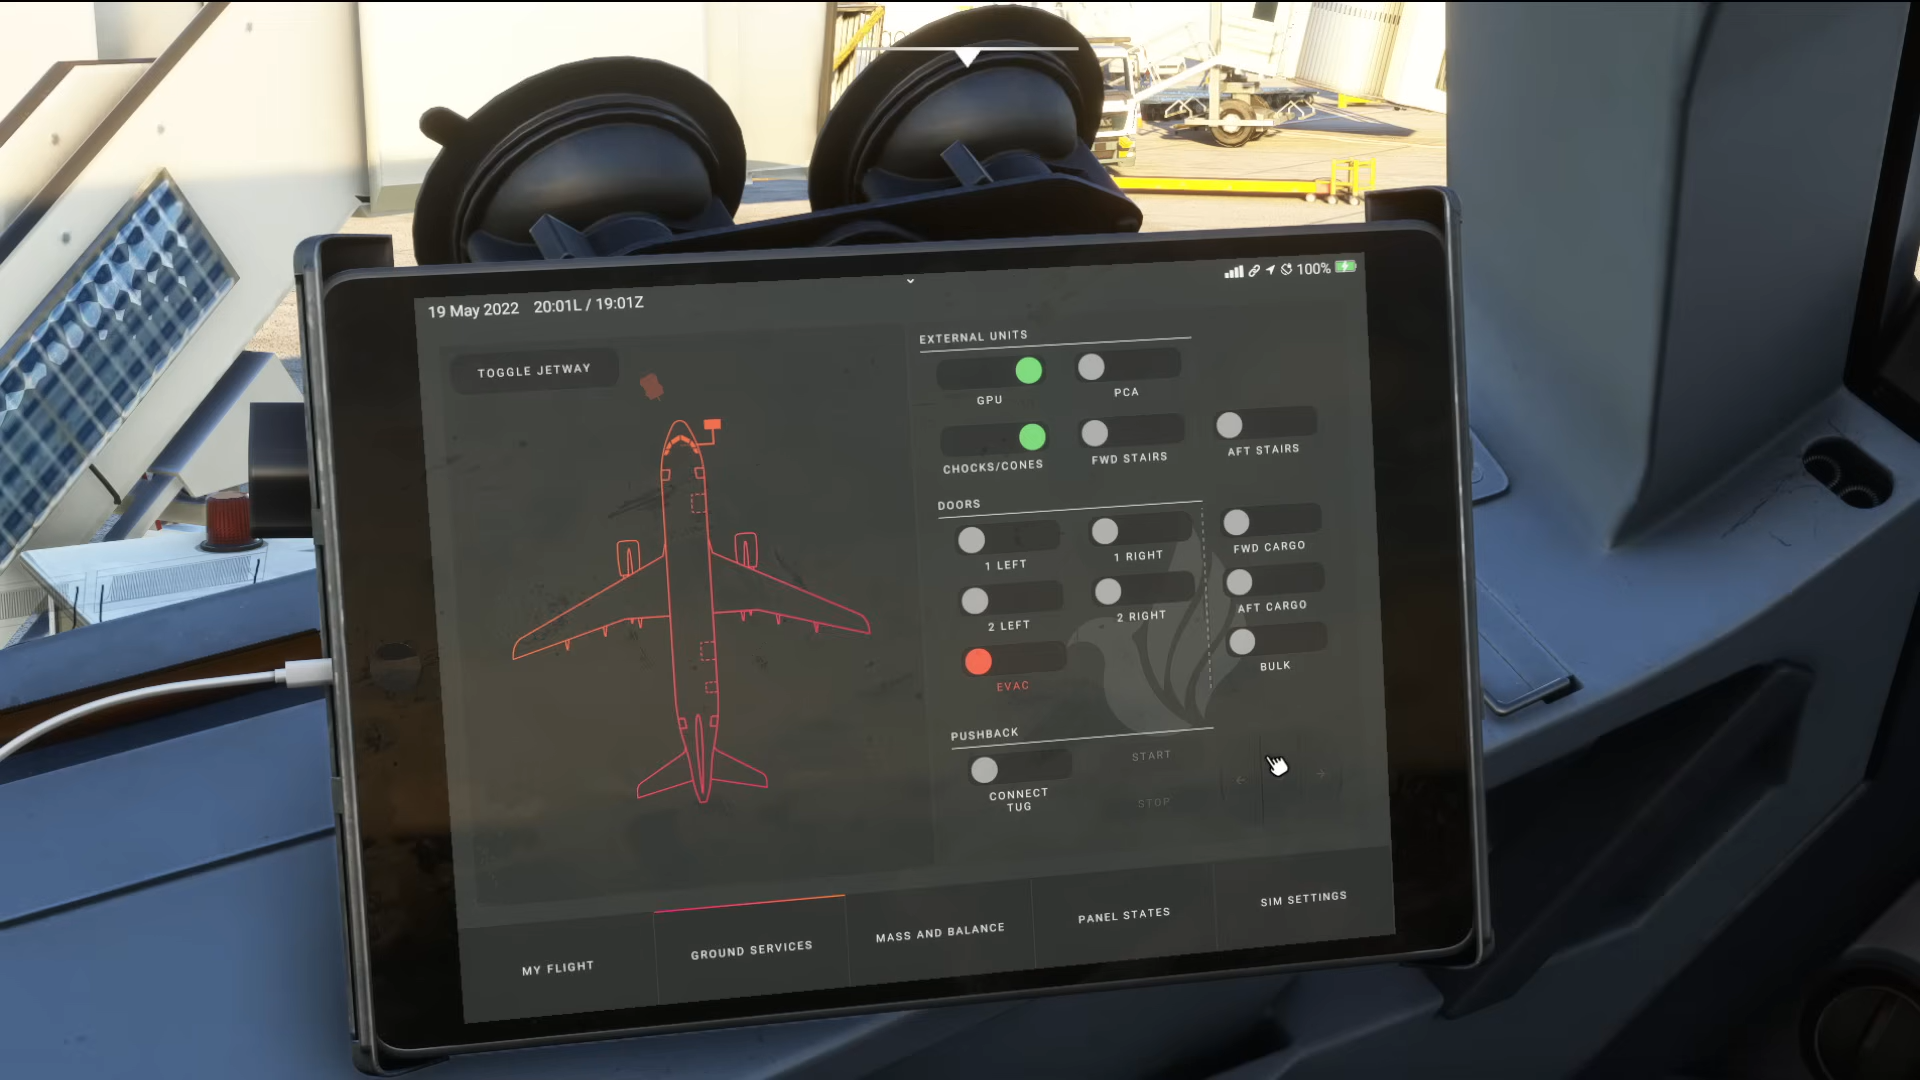 19 May 2022 20:01L / 19:01Z
100%
TOGGLE JETWAY
EXTERNAL UNITS
GPU
PCA
CHOCKS/CONES
FWD STAIRS
AFT STAIRS
DOORS
1 LEFT
1 RIGHT
FWD CARGO
2 LEFT
2 RIGHT
AFT CARGO
EVAC
BULK
PUSHBACK
START
CONNECT
TUG
STOP
MY FLIGHT
GROUND SERVICES
MASS AND BALANCE
PANEL STATES
SIM SETTINGS